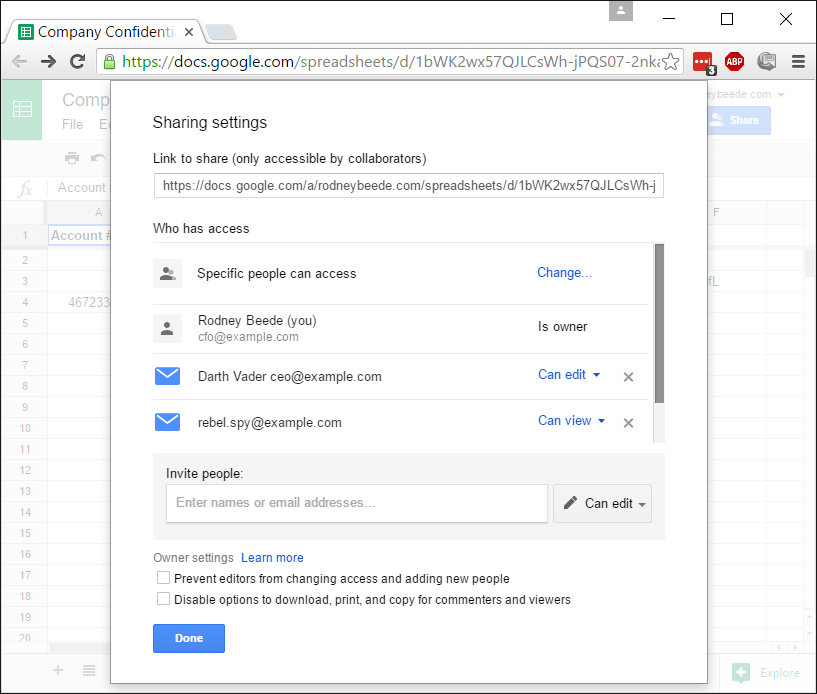 Company Confidenti
https://docs.google.com/spreadsheets/d/1bWK2wx57QJLCsWh-jPQS07-2nka
3
ABP
Comp
eybeede.com
File
Share
Sharing settings
Link to share (only accessible by collaborators)
https://docs.google.com/a/rodneybeede.com/spreadsheets/d/1bWK2wx57QJLCsWh-j
fx
Account
A
F
1
Account #
2
3
fL
4
467233
5
6
7
8
9
10
11
12
13
14
15
16
17
18
19
20
Who has access
Specific people can access
Change...
Rodney Beede (you)
cfo@example.com
Is owner
Darth Vader ceo@example.com
Can edit
rebel.spy@example.com
Can view
Invite people:
Enter names or email addresses...
Can edit
Owner settings Learn more
Prevent editors from changing access and adding new people
Disable options to download, print, and copy for commenters and viewers
Done
Explore